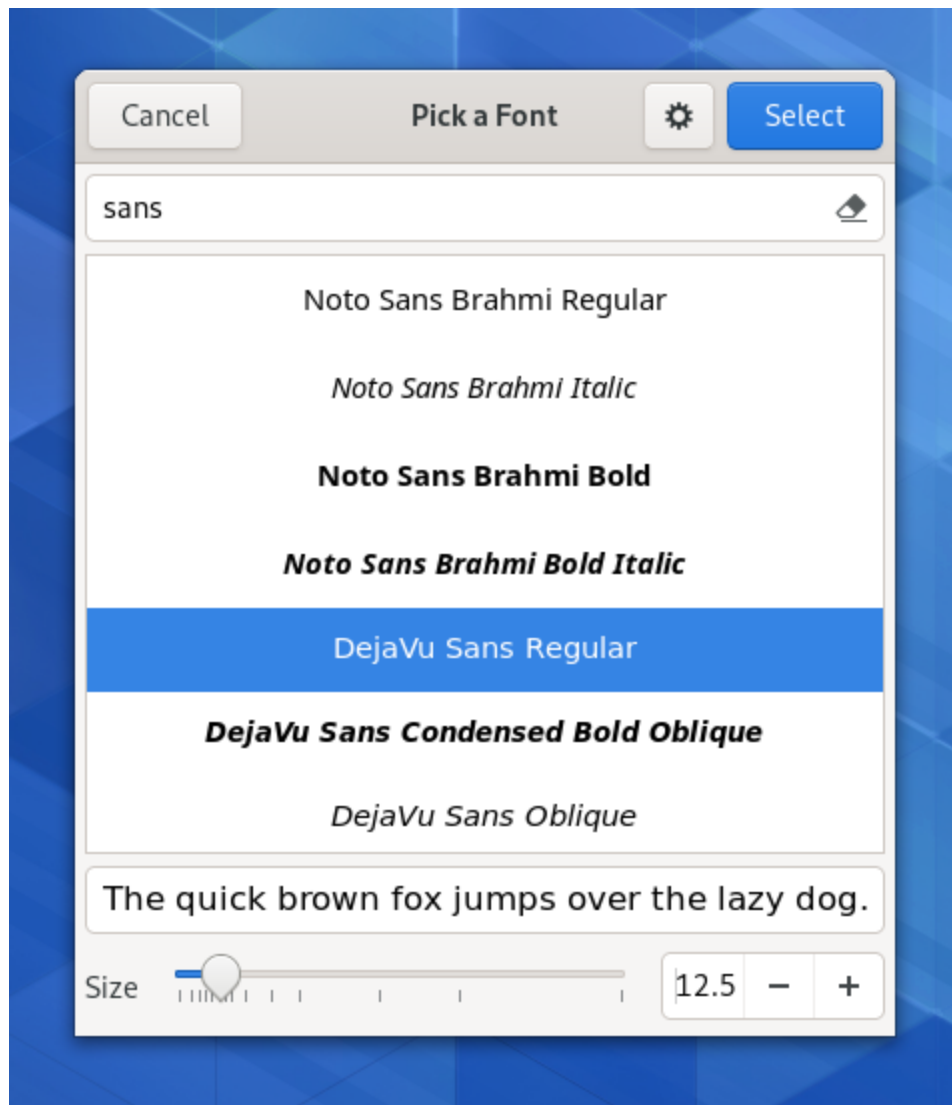 Cancel Pick a Font Select
sans
Noto Sans Brahmi Regular
Noto Sans Brahmi Italic
Noto Sans Brahmi Bold
Noto Sans Brahmi Bold Italic
DejaVu Sans Regular
DejaVu Sans Condensed Bold Oblique
DejaVu Sans Oblique
The quick brown fox jumps over the lazy dog.
Size 12.5 − +